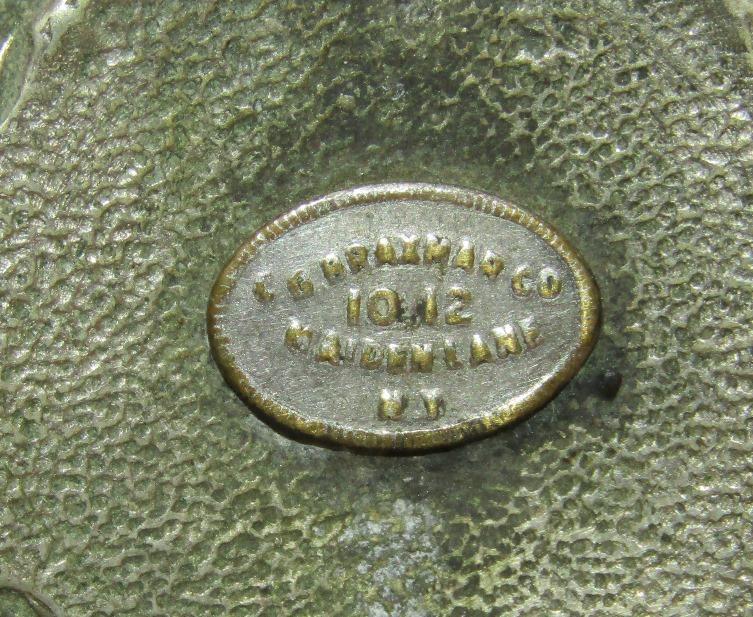 C G BRAXMAR CO
10 12
MAIDEN LANE
N Y